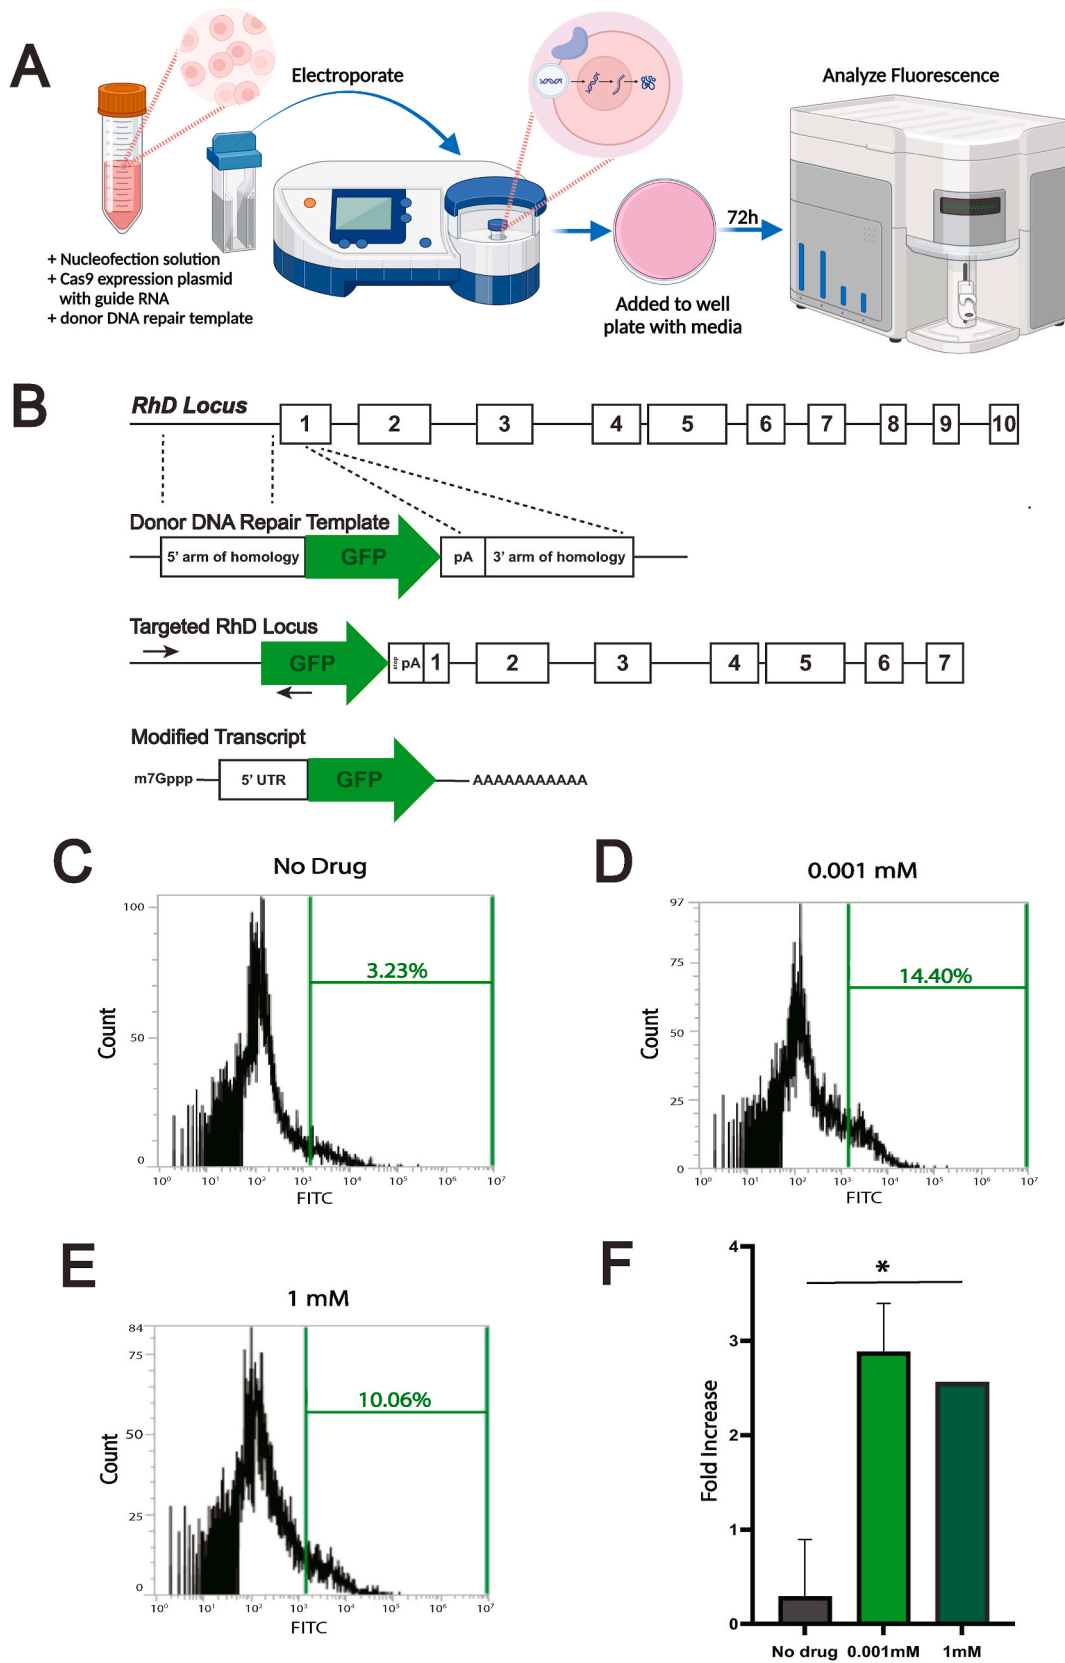 A
Electroporate
Analyze Fluorescence
+ Nucleofection solution
+ Cas9 expression plasmid
with guide RNA
+ donor DNA repair template
72h
Added to well
plate with media
B
RhD Locus
1 2 3 4 5 6 7 8 9 10
Donor DNA Repair Template
5' arm of homology GFP pA 3' arm of homology
Targeted RhD Locus
GFP stop pA 1 2 3 4 5 6 7
Modified Transcript
m7Gppp 5' UTR GFP AAAAAAAAAAA
C
No Drug
100
50
0
Count
3.23%
10⁰ 10¹ 10² 10³ 10⁴ 10⁵ 10⁶ 10⁷
FITC
D
0.001 mM
97
75
50
25
0
Count
14.40%
10⁰ 10¹ 10² 10³ 10⁴ 10⁵ 10⁶ 10⁷
FITC
E
1 mM
84
75
50
25
0
Count
10.06%
10⁰ 10¹ 10² 10³ 10⁴ 10⁵ 10⁶ 10⁷
FITC
F
4
3
2
1
0
Fold Increase
*
No drug 0.001mM 1mM